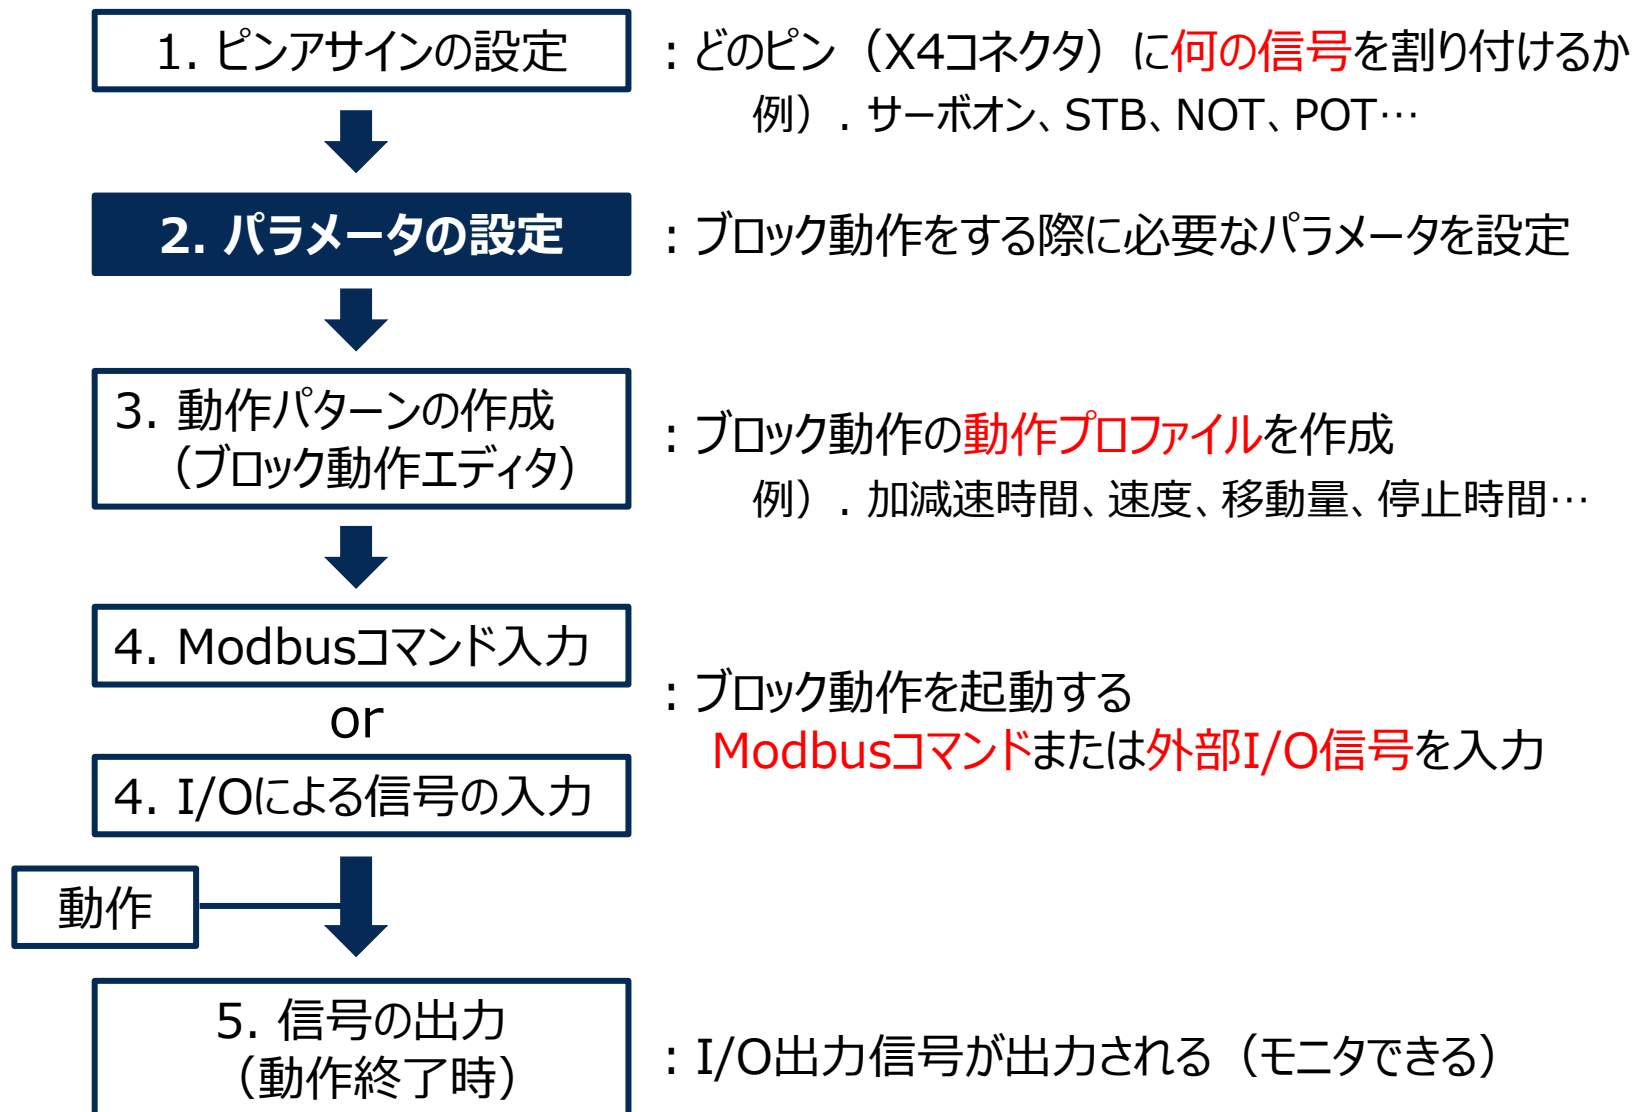 1. ピンアサインの設定
：どのピン（X4コネクタ）に何の信号を割り付けるか
例）. サーボオン、STB、NOT、POT…
2. パラメータの設定
：ブロック動作をする際に必要なパラメータを設定
3. 動作パターンの作成
（ブロック動作エディタ）
：ブロック動作の動作プロファイルを作成
例）. 加減速時間、速度、移動量、停止時間…
4. Modbusコマンド入力
or
4. I/Oによる信号の入力
：ブロック動作を起動する
Modbusコマンドまたは外部I/O信号を入力
動作
5. 信号の出力
（動作終了時）
：I/O出力信号が出力される（モニタできる）